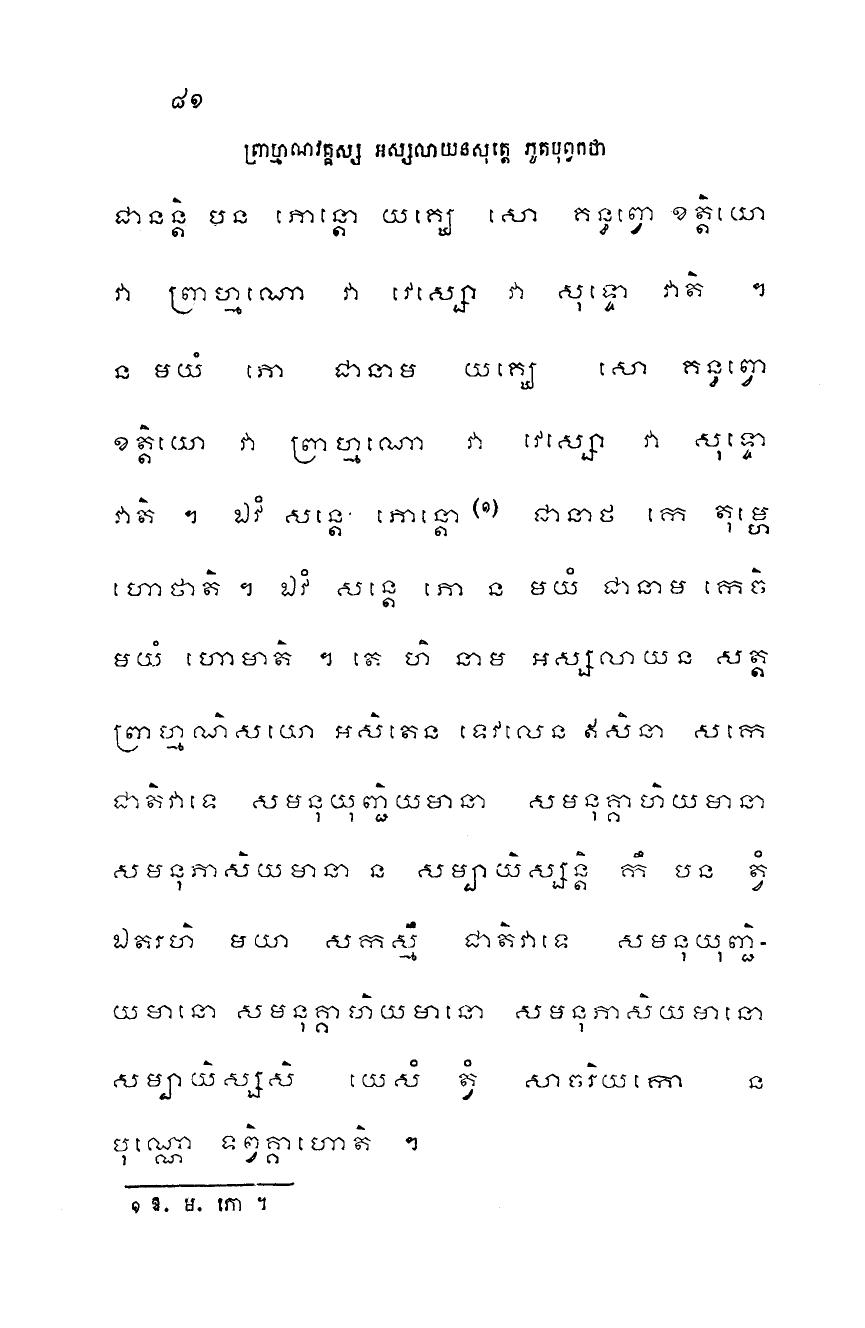 ៨១
ព្រាហ្មណវគ្គស្ស អស្សលាយនសុត្តេ ភូតបុព្វកថា
ជានន្តិ បន ភោន្តោ យក្ខេ សោ គន្ធព្ពោ ខត្តិយោ
វា ព្រាហ្មណោ វា វេស្សោ វា សុទ្ទោ វាតិ ។
ន មយំ ភោ ជានាម យក្ខេ សោ គន្ធព្ពោ
ខត្តិយោ វា ព្រាហ្មណោ វា វេស្សោ វា សុទ្ទោ
វាតិ ។ ឯវំ សន្តេ ភោន្តោ (១) ជានាថ កេ តុម្ហេ
ហោថាតិ ។ ឯវំ សន្តេ ភោ ន មយំ ជានាម កេចិ
មយំ ហោមាតិ ។ តេ ហិ នាម អស្សលាយន សត្ត
ព្រាហ្មណិសយោ អសិតេន ទេវលេន ឥសិនា សកេ
ជាតិវាទេ សមនុយុញ្ជិយមានា សមនុគ្គាហិយមានា
សមនុភាសិយមានា ន សម្បាយិស្សន្តិ កឹ បន ត្វំ
ឯតរហិ មយា សកស្មឹ ជាតិវាទេ សមនុយុញ្ជិ-
យមានោ សមនុគ្គាហិយមានោ សមនុភាសិយមានោ
សម្បាយិស្សសិ យេសំ ត្វំ សាចរិយកោ ន
បុណ្ណោ ទព្វិគ្គាហោតិ ។
១ ឱ. ម. ភោ ។